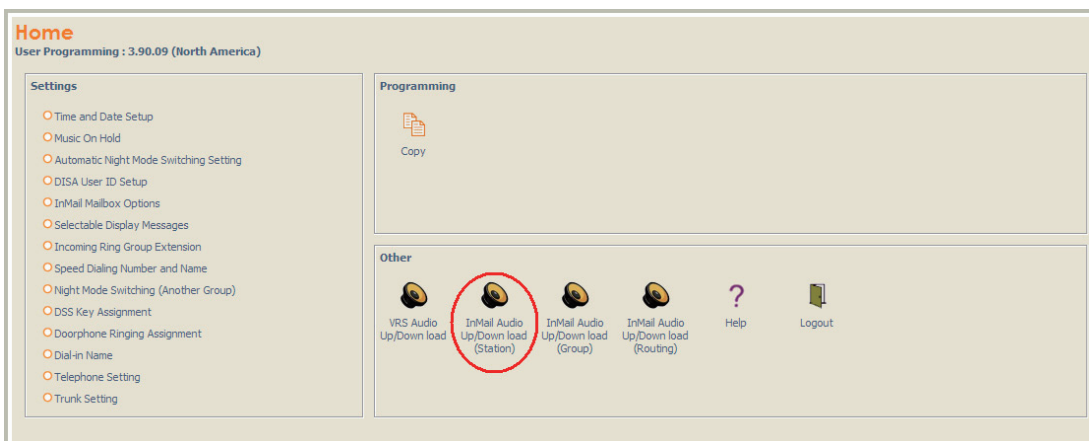 Home
User Programming : 3.90.09 (North America)
Settings
Time and Date Setup
Music On Hold
Automatic Night Mode Switching Setting
DISA User ID Setup
InMail Mailbox Options
Selectable Display Messages
Incoming Ring Group Extension
Speed Dialing Number and Name
Night Mode Switching (Another Group)
DSS Key Assignment
Doorphone Ringing Assignment
Dial-in Name
Telephone Setting
Trunk Setting
Programming
Copy
Other
VRS Audio
Up/Down load
InMail Audio
Up/Down load
(Station)
InMail Audio
Up/Down load
(Group)
InMail Audio
Up/Down load
(Routing)
Help
Logout